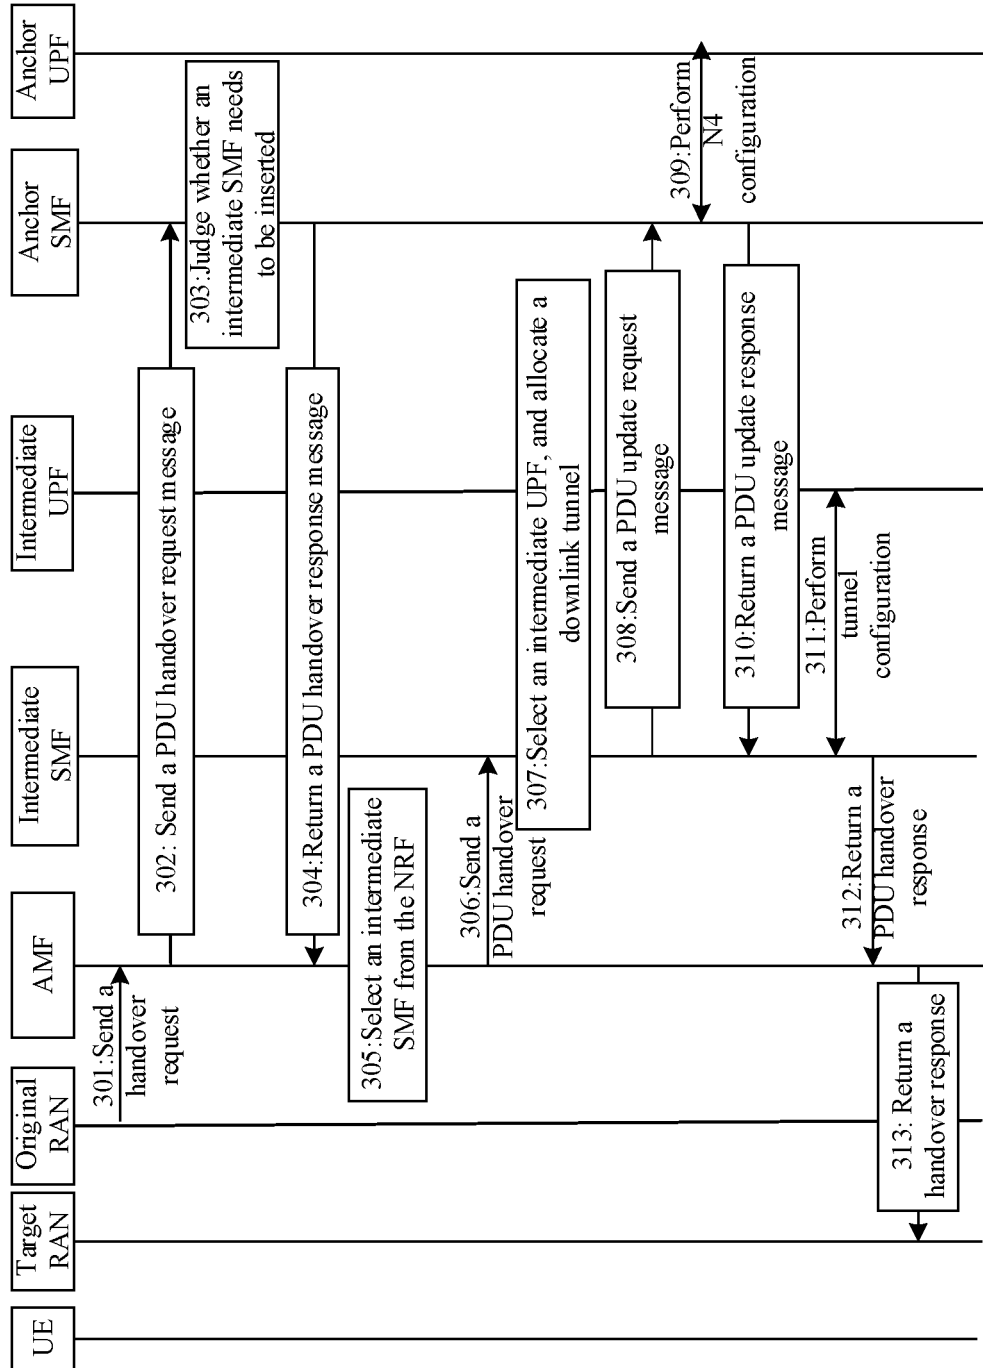 UE
Target
RAN
Original
RAN
AMF
Intermediate
SMF
Intermediate
UPF
Anchor
SMF
Anchor
UPF
301:Send a
handover
request
302: Send a PDU handover request message
303:Judge whether an
intermediate SMF needs
to be inserted
304:Return a PDU handover response message
305:Select an intermediate
SMF from the NRF
306:Send a
PDU handover
request
307:Select an intermediate UPF, and allocate a
downlink tunnel
308:Send a PDU update request
message
309:Perform
N4
configuration
310:Return a PDU update response
message
311:Perform
tunnel
configuration
312:Return a
PDU handover
response
313: Return a
handover response